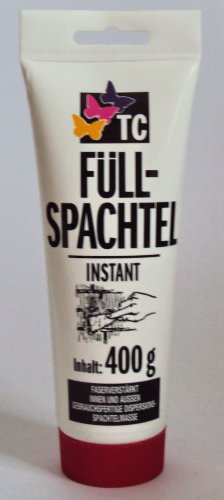 TC
FÜLL-
SPACHTEL
INSTANT
Inhalt: 400 g
FASERVERSTÄRKT
INNEN UND AUSSEN
GEBRAUCHSFERTIGE DISPERSIONS-
SPACHTELMASSE